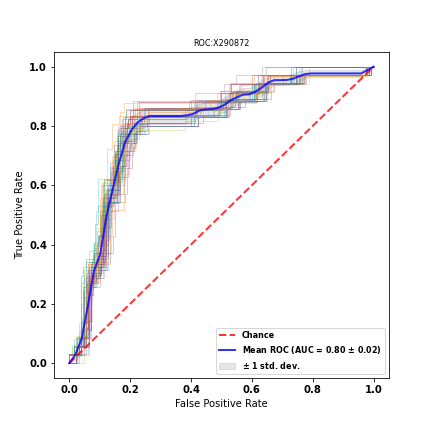 ROC:X290872
1.0
0.8
0.6
0.4
0.2
0.0
True Positive Rate
0.0 0.2 0.4 0.6 0.8 1.0
False Positive Rate
Chance
Mean ROC (AUC = 0.80 ± 0.02)
± 1 std. dev.